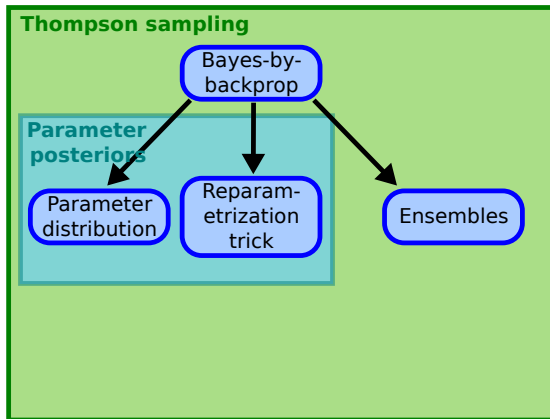 Thompson sampling
Bayes-by-
backprop
Parameter
posteriors
Parameter
distribution
Reparam-
etrization
trick
Ensembles